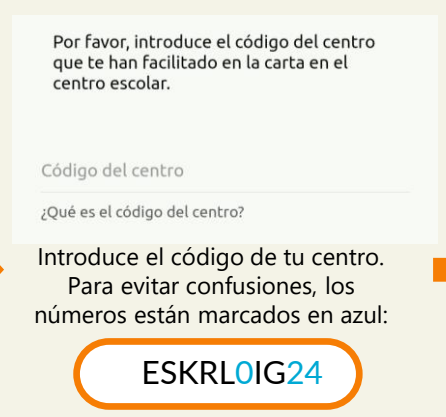 Por favor, introduce el código del centro
que te han facilitado en la carta en el
centro escolar.
Código del centro
¿Qué es el código del centro?
Introduce el código de tu centro.
Para evitar confusiones, los
números están marcados en azul:
ESKRL0IG24